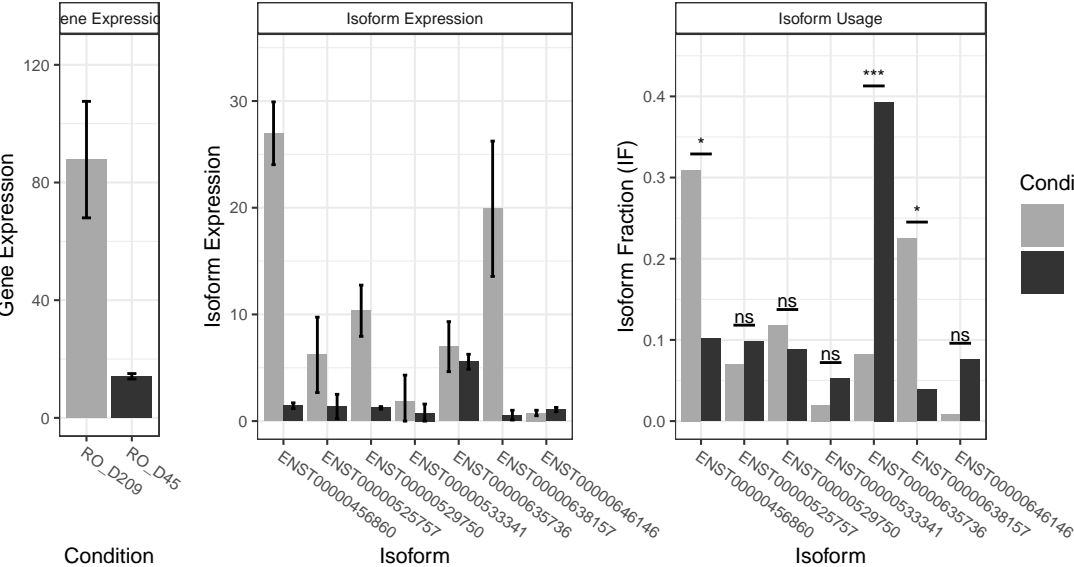 ene Expressio
Gene Expression
120
80
40
0
RO_D209
RO_D45
Condition
Isoform Expression
Isoform Expression
30
20
10
0
ENST00000456860
ENST00000525757
ENST00000529750
ENST00000533341
ENST00000635736
ENST00000638157
ENST00000646146
Isoform
Isoform Usage
Isoform Fraction (IF)
0.4
0.3
0.2
0.1
0.0
*
ns
ns
ns
***
*
ns
ENST00000456860
ENST00000525757
ENST00000529750
ENST00000533341
ENST00000635736
ENST00000638157
ENST00000646146
Isoform
Condi